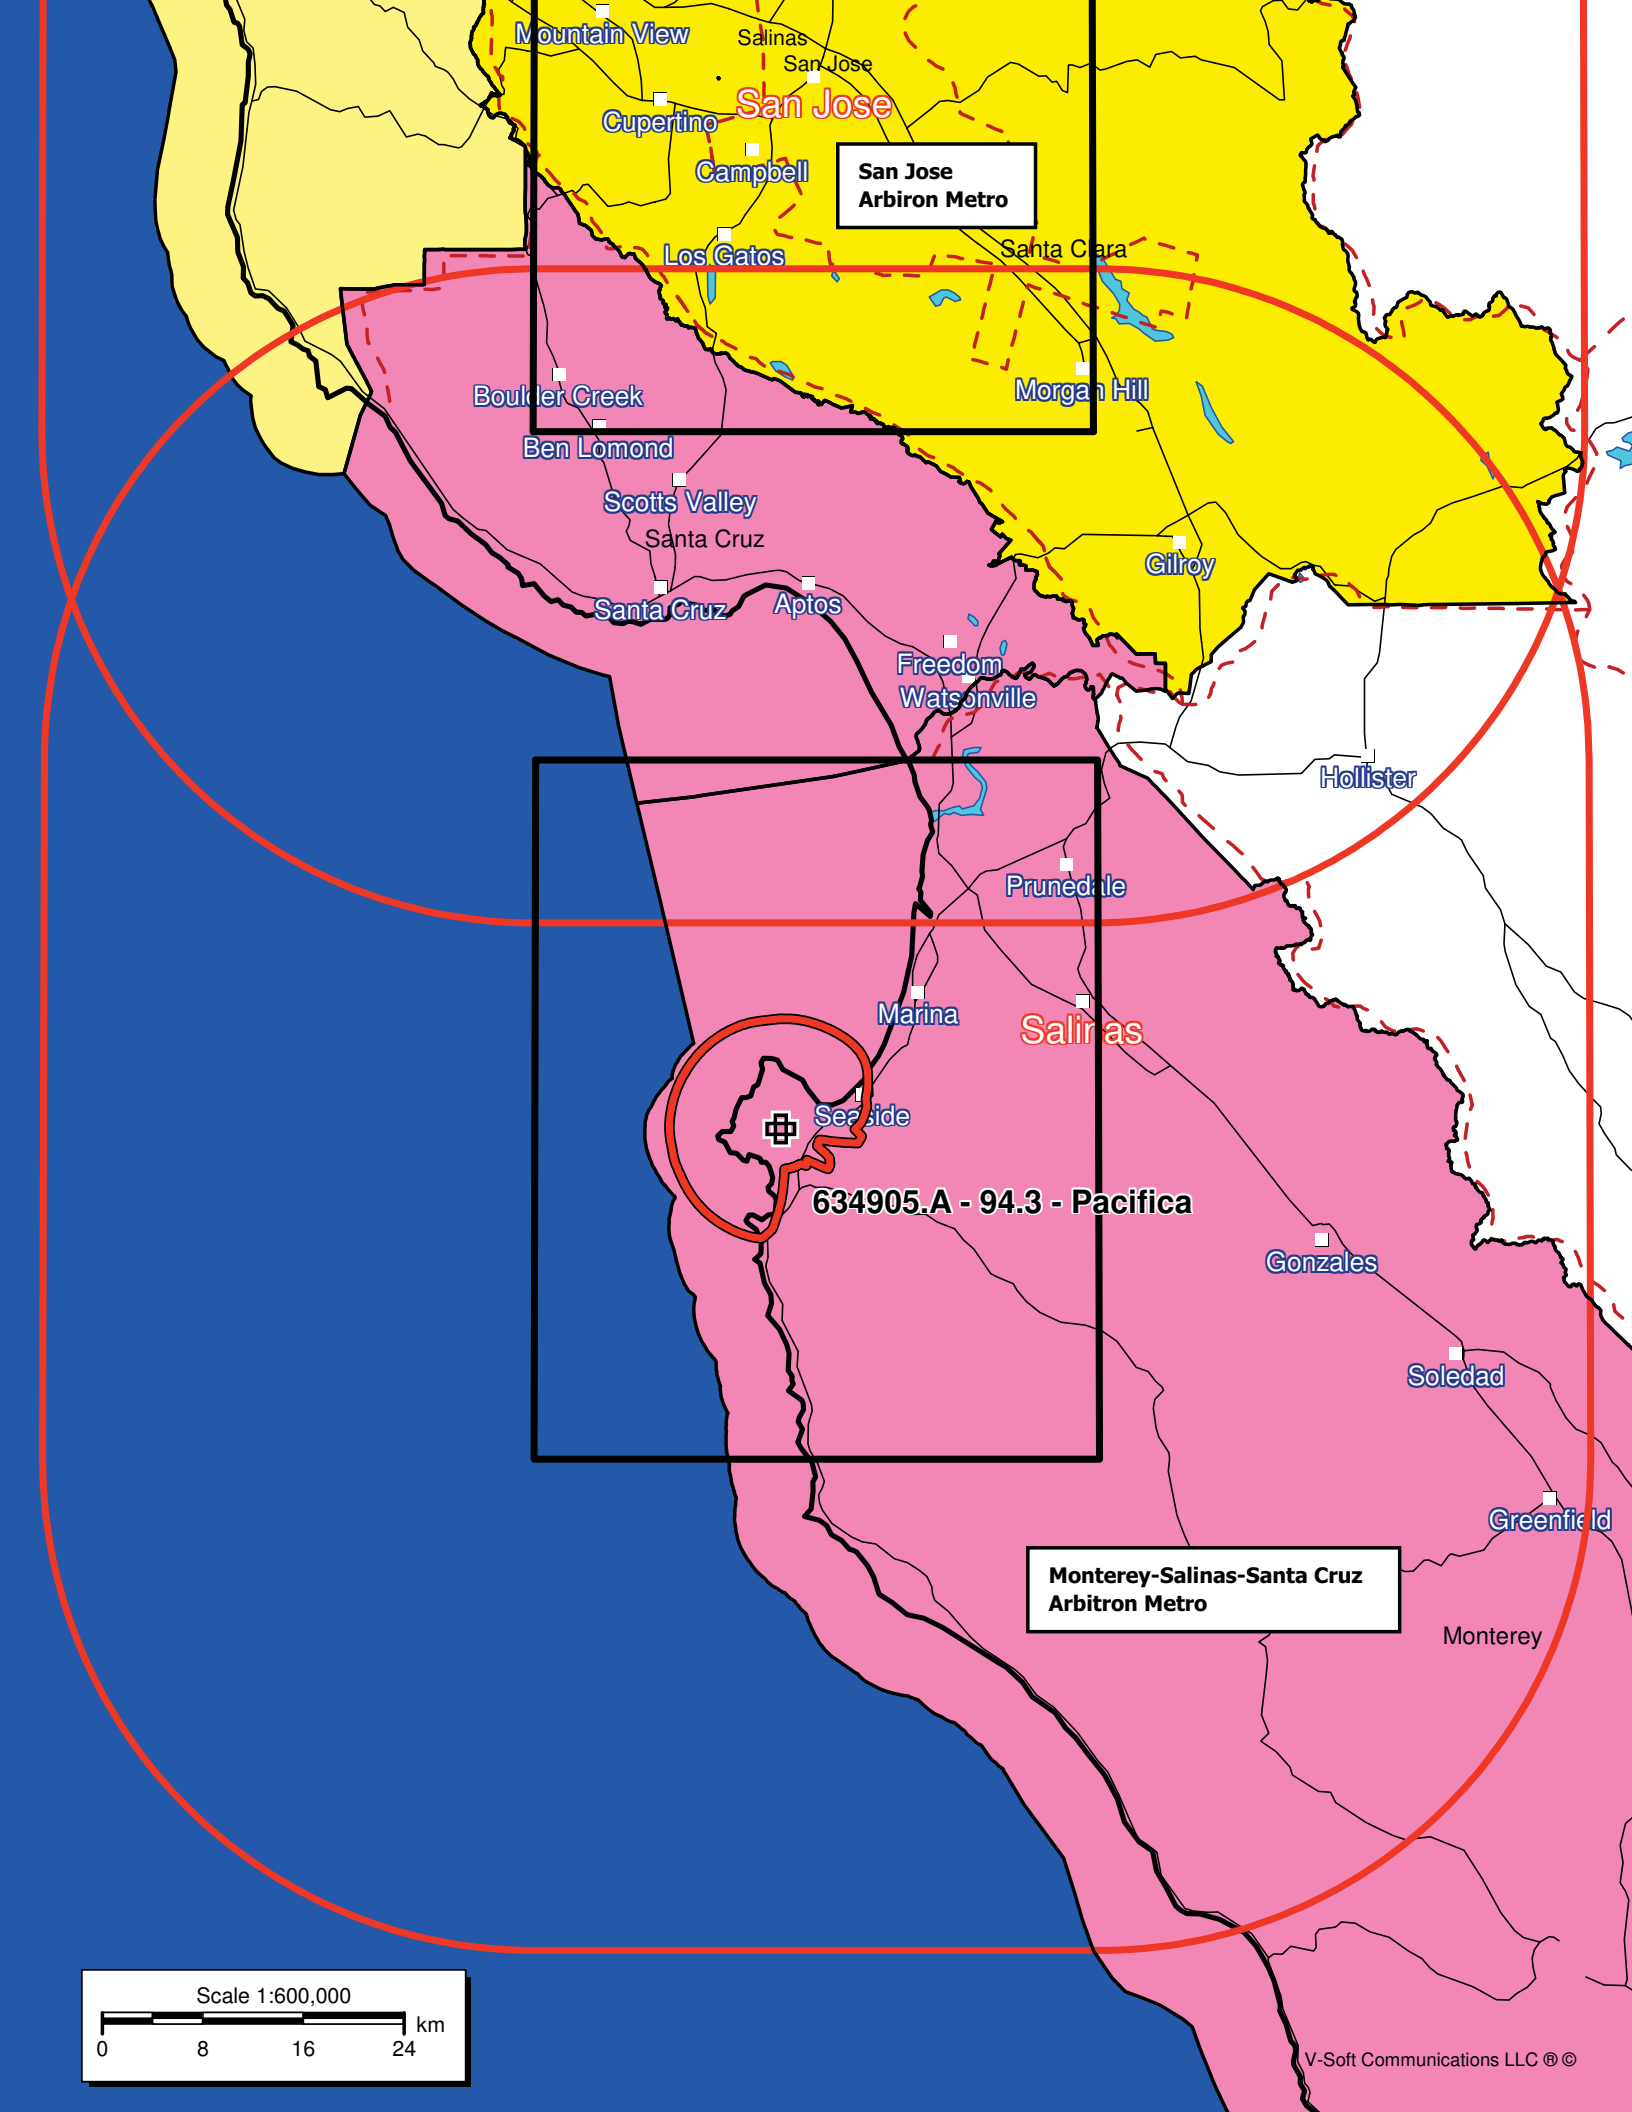 Mountain View
Salinas
San Jose
San Jose
Cupertino
Campbell
San Jose
Arbiron Metro
Los Gatos
Santa Clara
Boulder Creek
Morgan Hill
Ben Lomond
Scotts Valley
Santa Cruz
Gilroy
Santa Cruz
Aptos
Freedom
Watsonville
Hollister
Prunedale
Marina
Salinas
Seaside
634905.A - 94.3 - Pacifica
Gonzales
Soledad
Greenfield
Monterey-Salinas-Santa Cruz
Arbitron Metro
Monterey
Scale 1:600,000
km
0 8 16 24
V-Soft Communications LLC ® ©